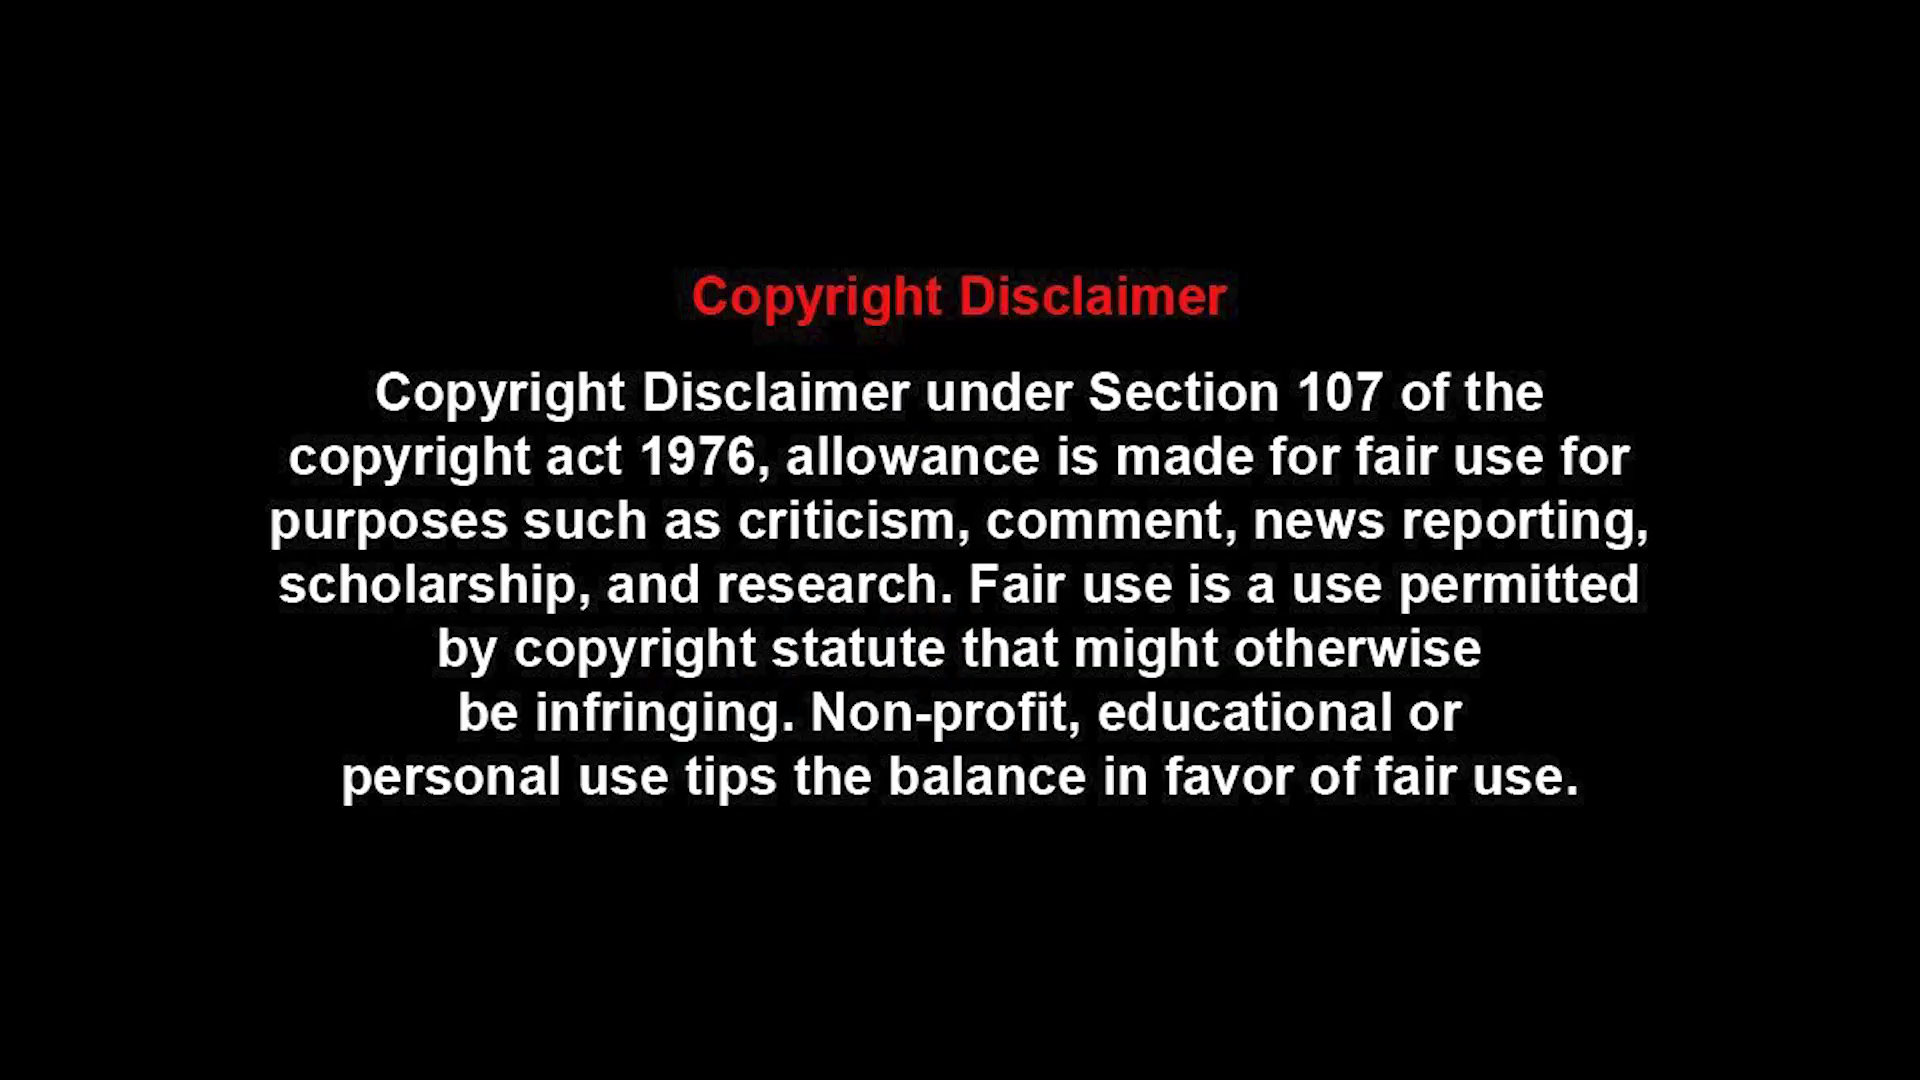 Copyright Disclaimer
Copyright Disclaimer under Section 107 of the
copyright act 1976, allowance is made for fair use for
purposes such as criticism, comment, news reporting,
scholarship, and research. Fair use is a use permitted
by copyright statute that might otherwise
be infringing. Non-profit, educational or
personal use tips the balance in favor of fair use.